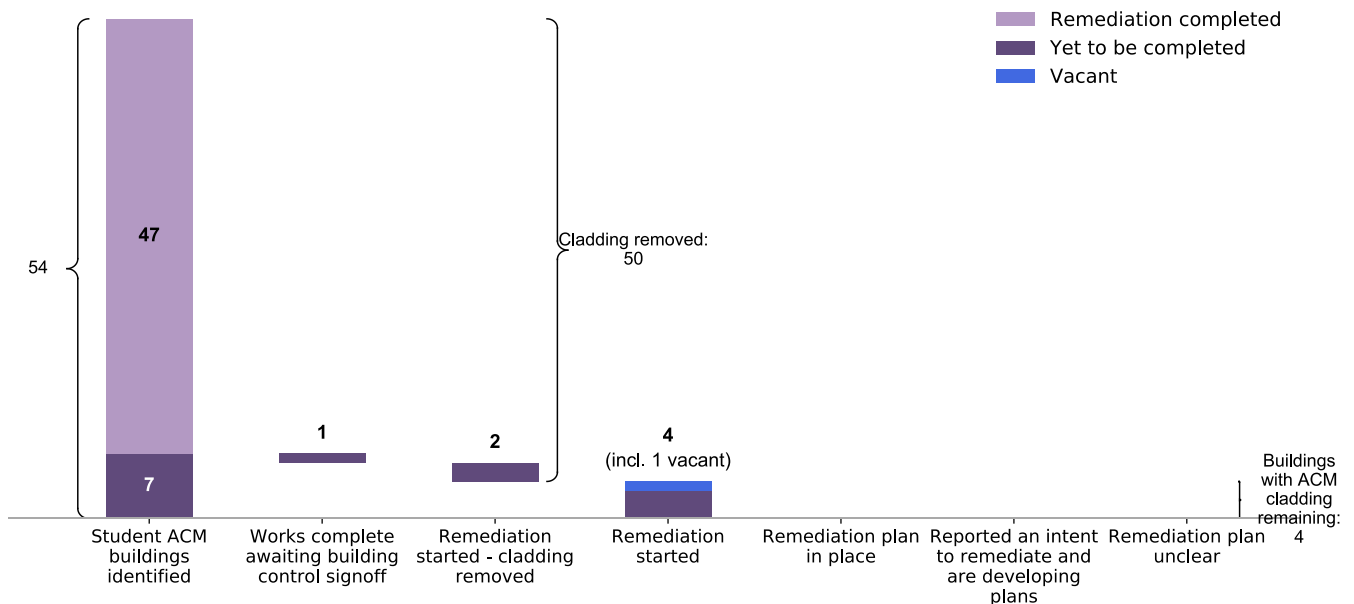 Remediation completed
Yet to be completed
Vacant
54
47
7
1
2
Cladding removed:
50
4
(incl. 1 vacant)
Buildings
with ACM
cladding
remaining:
4
Student ACM
buildings
identified
Works complete
awaiting building
control signoff
Remediation
started - cladding
removed
Remediation
started
Remediation plan
in place
Reported an intent
to remediate and
are developing
plans
Remediation plan
unclear